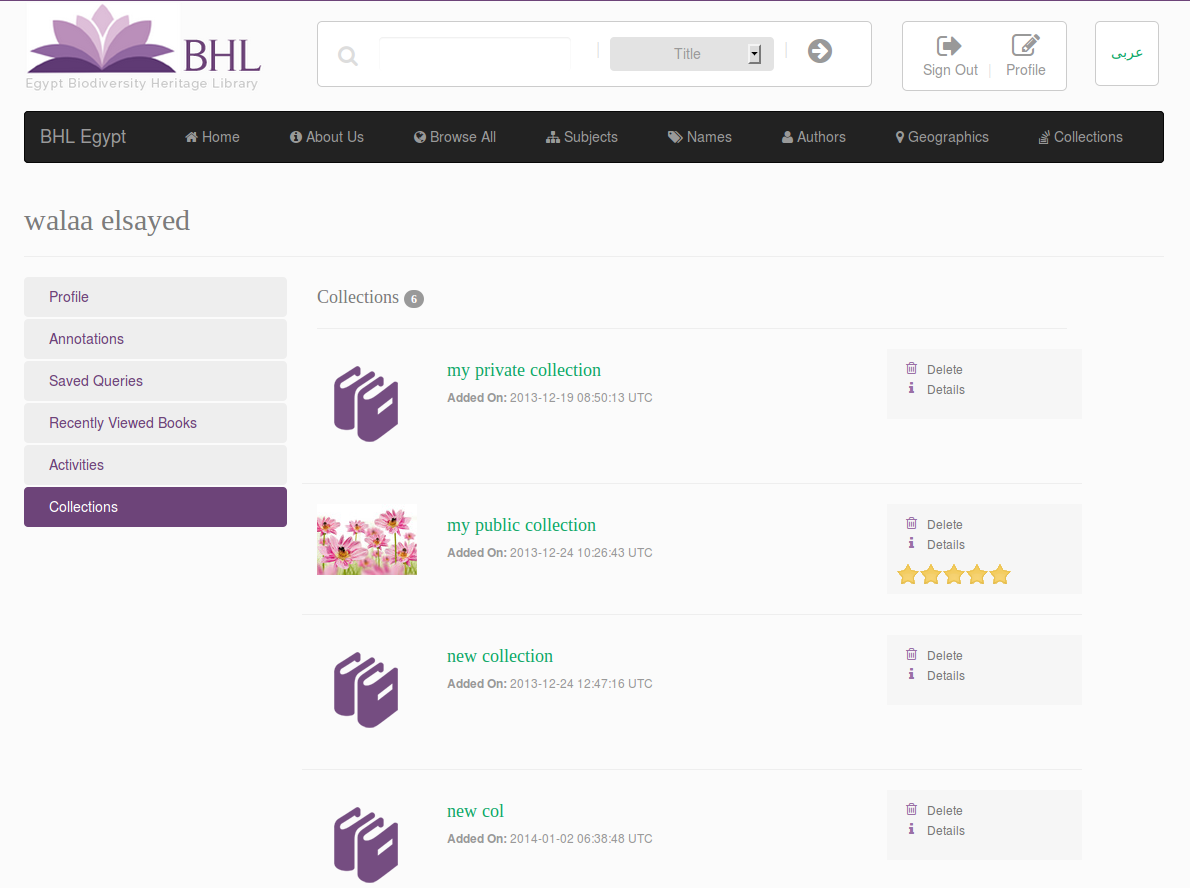 BHL
Egypt Biodiversity Heritage Library
Title
Sign Out
Profile
عربى
BHL Egypt
Home
About Us
Browse All
Subjects
Names
Authors
Geographics
Collections
walaa elsayed
Profile
Annotations
Saved Queries
Recently Viewed Books
Activities
Collections
Collections 6
my private collection
Added On: 2013-12-19 08:50:13 UTC
Delete
Details
my public collection
Added On: 2013-12-24 10:26:43 UTC
Delete
Details
new collection
Added On: 2013-12-24 12:47:16 UTC
Delete
Details
new col
Added On: 2014-01-02 06:38:48 UTC
Delete
Details